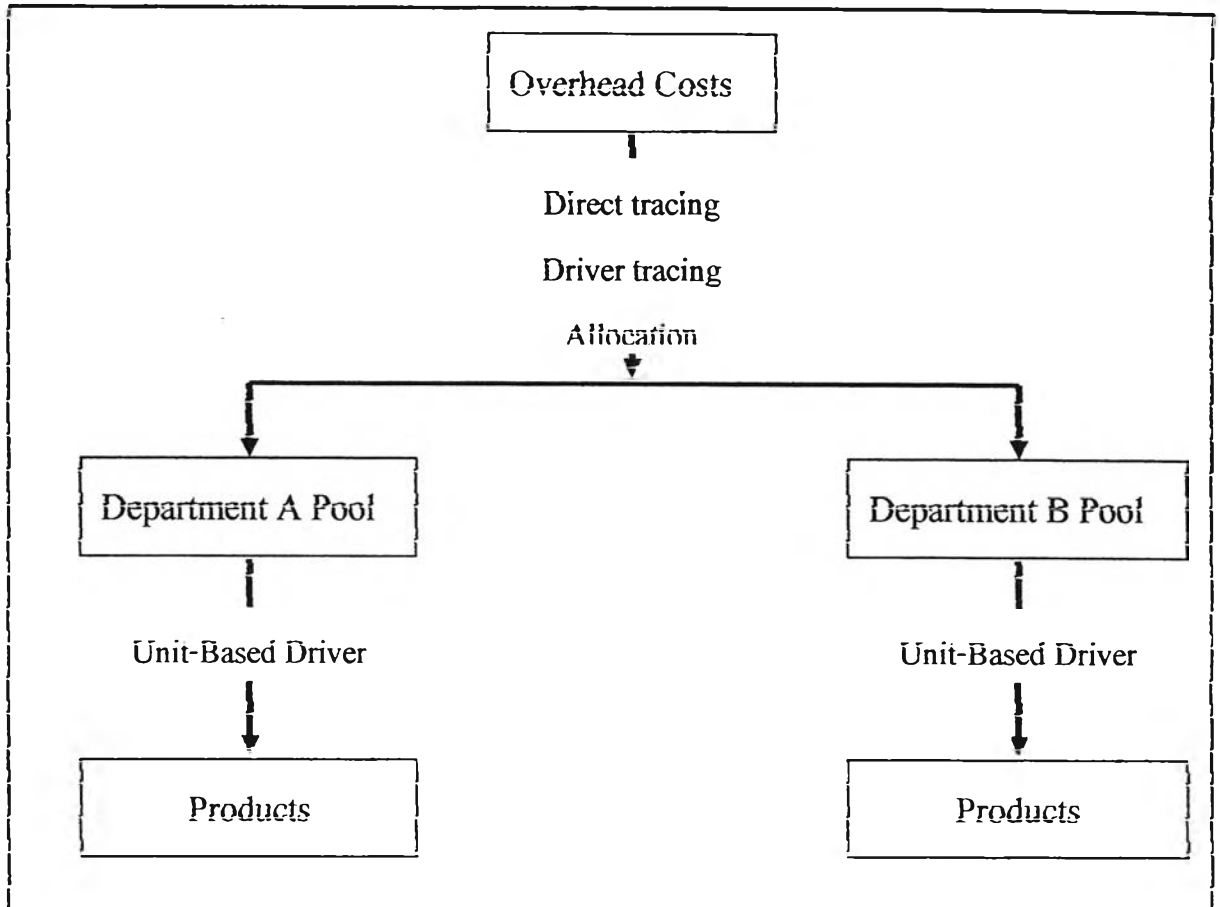 Overhead Costs
Direct tracing
Driver tracing
Allocation
Department A Pool
Department B Pool
Unit-Based Driver
Unit-Based Driver
Products
Products